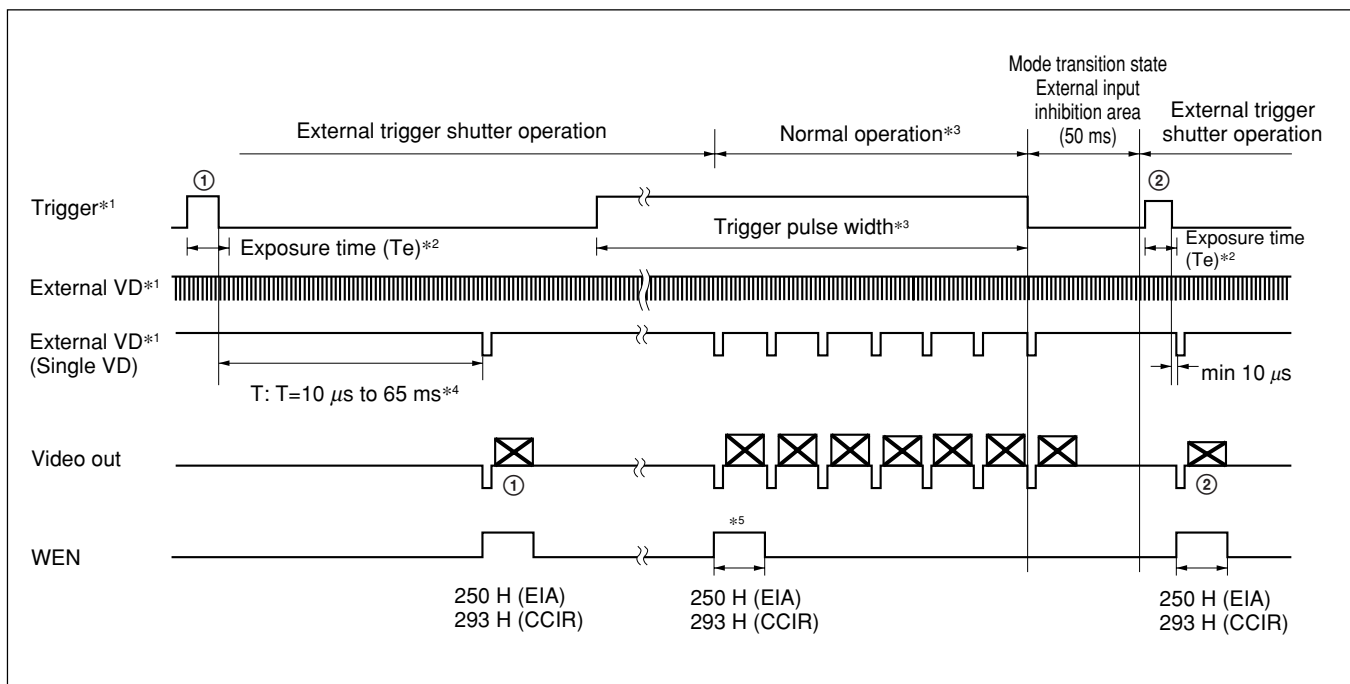 Mode transition state
External input
inhibition area
(50 ms)
External trigger shutter operation
Normal operation*3
External trigger
shutter operation
①
②
Trigger*1
Exposure time (Te)*2
Trigger pulse width*3
Exposure time
(Te)*2
External VD*1
External VD*1
(Single VD)
T: T=10 μs to 65 ms*4
min 10 μs
Video out
①
②
WEN
*5
250 H (EIA)
293 H (CCIR)
250 H (EIA)
293 H (CCIR)
250 H (EIA)
293 H (CCIR)